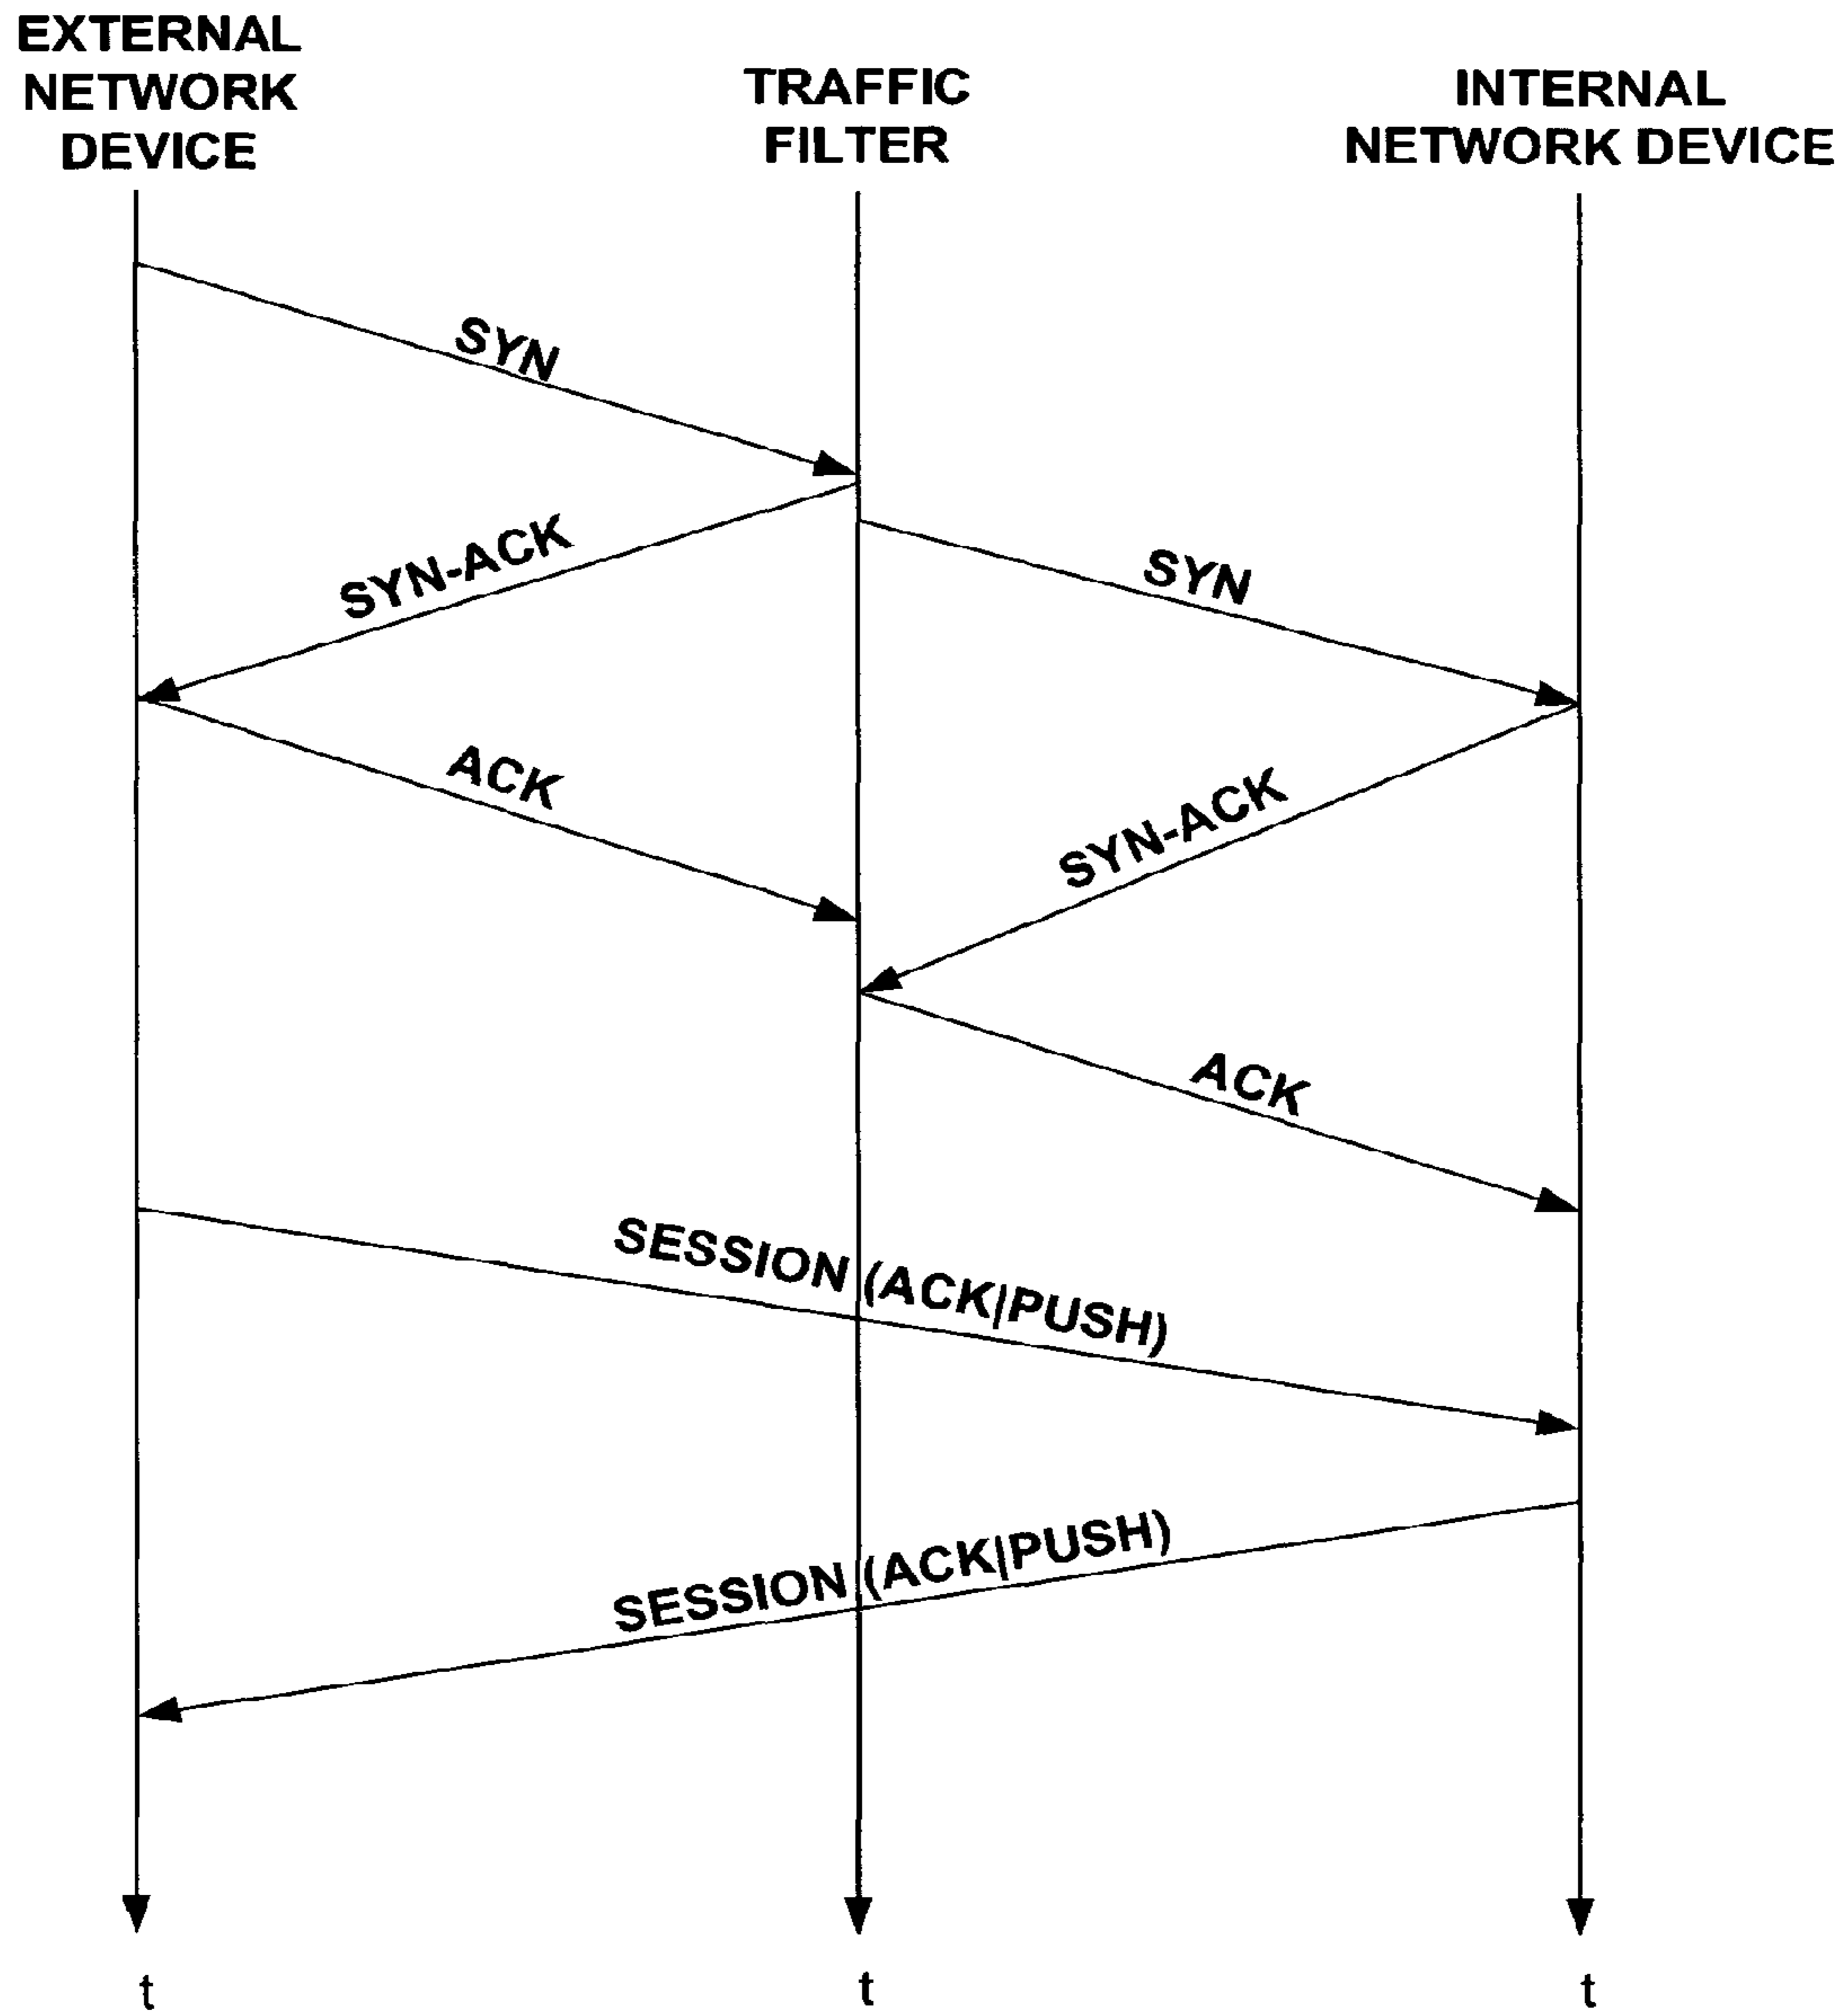 EXTERNAL
NETWORK
DEVICE
TRAFFIC
FILTER
INTERNAL
NETWORK DEVICE
SYN
SYN-ACK
SYN
ACK
SYN-ACK
ACK
SESSION (ACK|PUSH)
SESSION (ACK|PUSH)
t
t
t